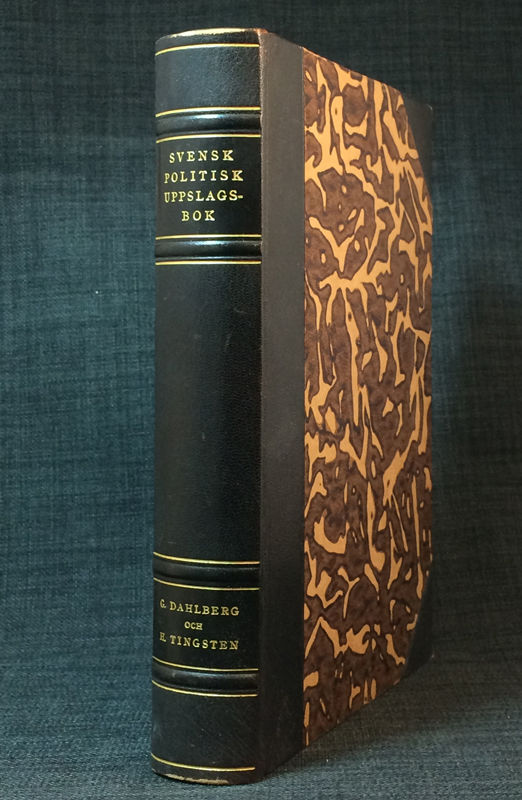 SVENSK
POLITISK
UPPSLAGS-
BOK
G. DAHLBERG
OCH
H. TINGSTEN